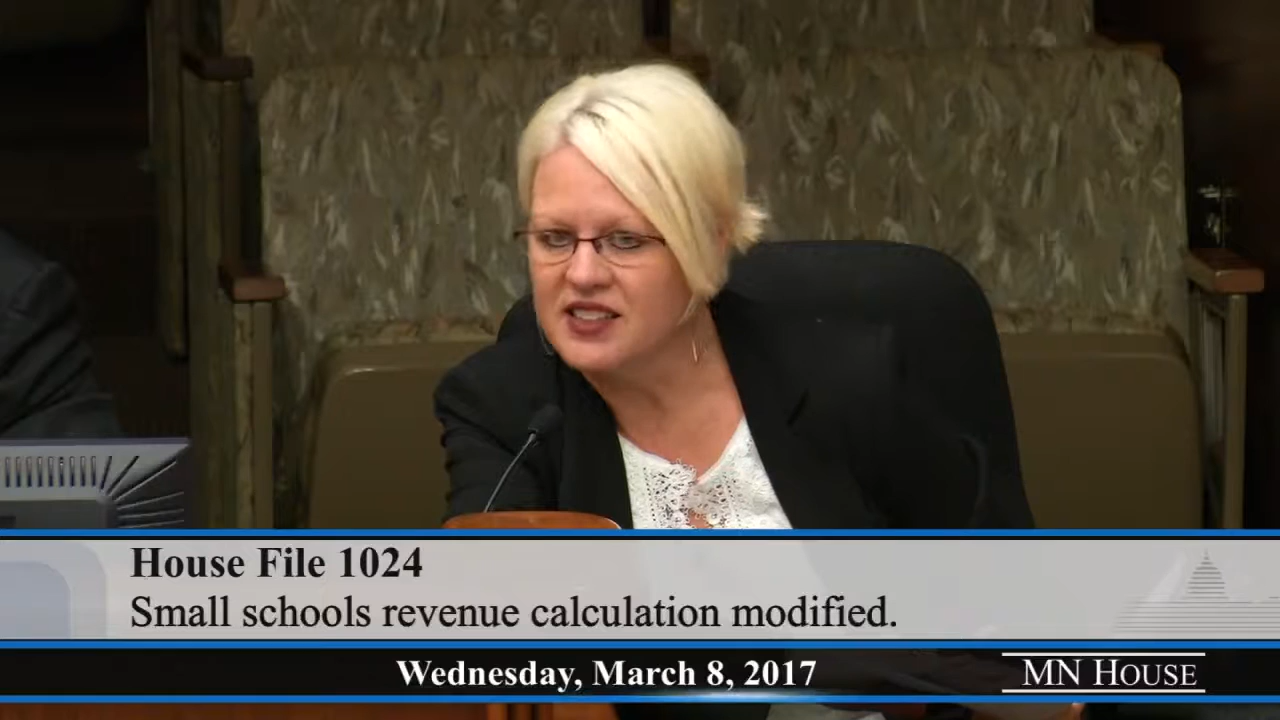 House File 1024
Small schools revenue calculation modified.
Wednesday, March 8, 2017
MN HOUSE